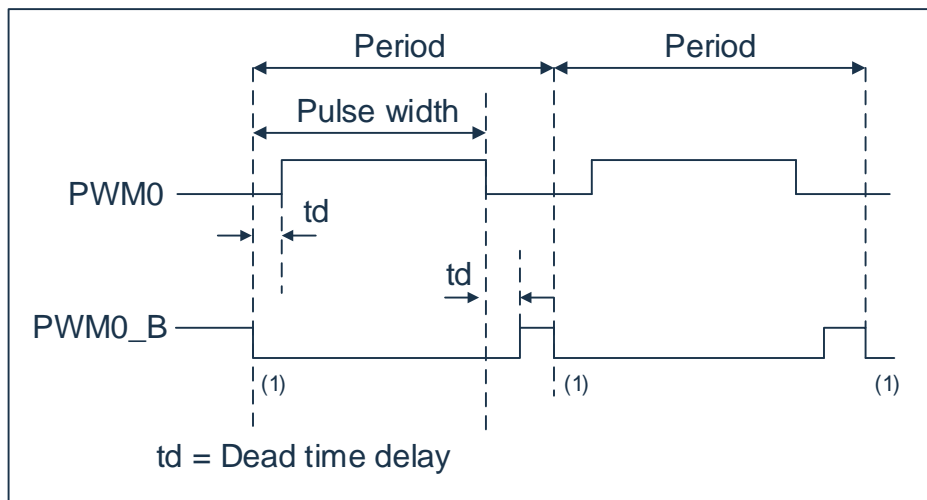 Period Period
Pulse width
PWM0
td
td
PWM0_B
(1) (1) (1)
td = Dead time delay